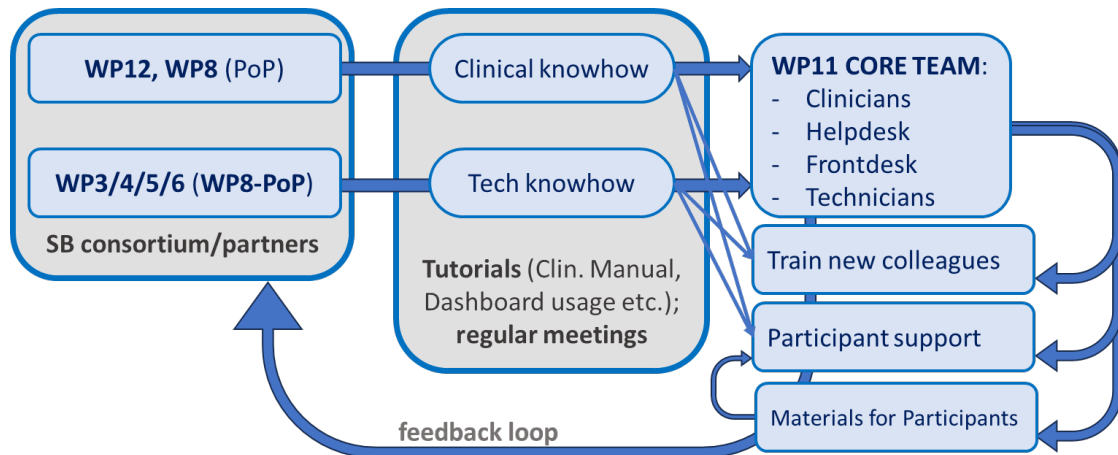 WP12, WP8 (PoP)
WP3/4/5/6 (WP8-PoP)
SB consortium/partners
Clinical knowhow
Tech knowhow
Tutorials (Clin. Manual,
Dashboard usage etc.);
regular meetings
WP11 CORE TEAM:
- Clinicians
- Helpdesk
- Frontdesk
- Technicians
Train new colleagues
Participant support
Materials for Participants
feedback loop